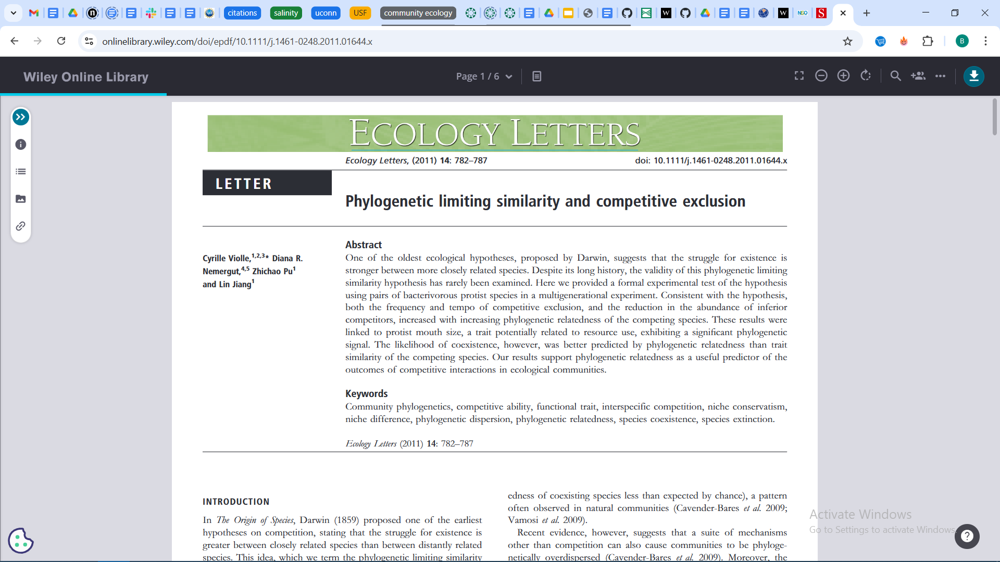 citations
salinity
uconn
USF
community ecology
W
W
NSO
S
onlinelibrary.wiley.com/doi/epdf/10.1111/j.1461-0248.2011.01644.x
B
Wiley Online Library
Page 1 / 6
ECOLOGY LETTERS
Ecology Letters, (2011) 14: 782–787
doi: 10.1111/j.1461-0248.2011.01644.x
LETTER
Phylogenetic limiting similarity and competitive exclusion
Cyrille Violle,1,2,3* Diana R.
Nemergut,4,5 Zhichao Pu1
and Lin Jiang1
Abstract
One of the oldest ecological hypotheses, proposed by Darwin, suggests that the struggle for existence is
stronger between more closely related species. Despite its long history, the validity of this phylogenetic limiting
similarity hypothesis has rarely been examined. Here we provided a formal experimental test of the hypothesis
using pairs of bacterivorous protist species in a multigenerational experiment. Consistent with the hypothesis,
both the frequency and tempo of competitive exclusion, and the reduction in the abundance of inferior
competitors, increased with increasing phylogenetic relatedness of the competing species. These results were
linked to protist mouth size, a trait potentially related to resource use, exhibiting a significant phylogenetic
signal. The likelihood of coexistence, however, was better predicted by phylogenetic relatedness than trait
similarity of the competing species. Our results support phylogenetic relatedness as a useful predictor of the
outcomes of competitive interactions in ecological communities.
Keywords
Community phylogenetics, competitive ability, functional trait, interspecific competition, niche conservatism,
niche difference, phylogenetic dispersion, phylogenetic relatedness, species coexistence, species extinction.
Ecology Letters (2011) 14: 782–787
INTRODUCTION
In The Origin of Species, Darwin (1859) proposed one of the earliest
hypotheses on competition, stating that the struggle for existence is
greater between closely related species than between distantly related
species. This idea, which we term the phylogenetic limiting similarity
edness of coexisting species less than expected by chance), a pattern
often observed in natural communities (Cavender-Bares et al. 2009;
Vamosi et al. 2009).
Recent evidence, however, suggests that a suite of mechanisms
other than competition can also cause communities to be phyloge-
netically overdispersed (Cavender-Bares et al. 2009). Moreover, the
Activate Windows
Go to Settings to activate Windows.